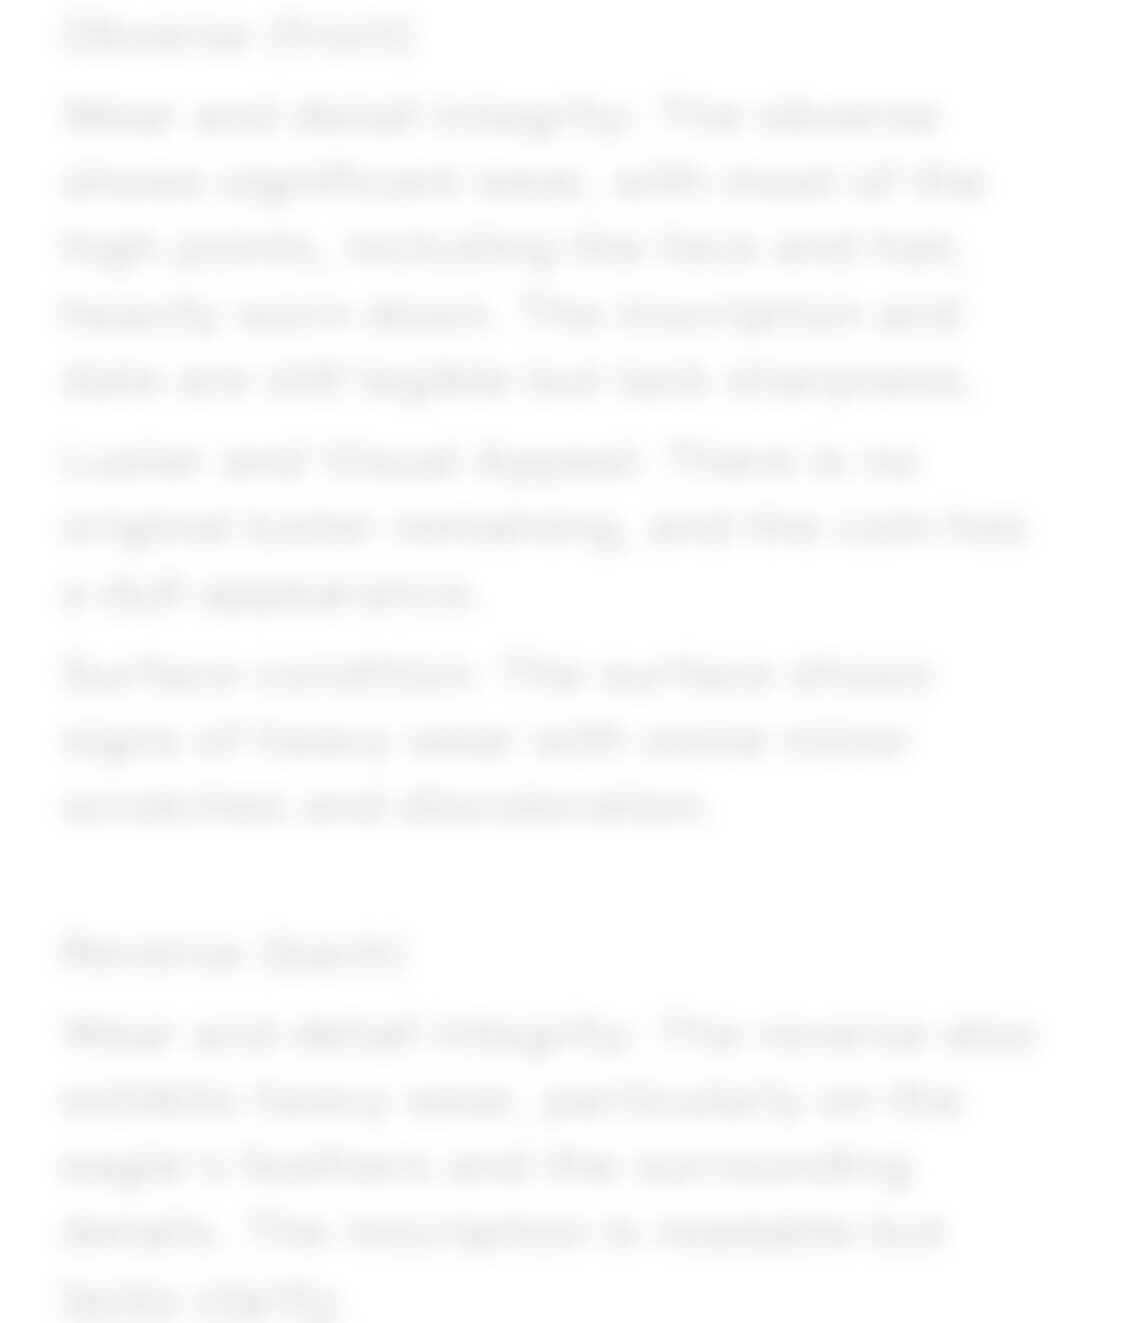 Obverse (front)
Wear and detail integrity: The obverse
shows significant wear, with most of the
high points, including the face and hair,
heavily worn down. The inscription and
date are still legible but lack sharpness.
Luster and Visual Appeal: There is no
original luster remaining, and the coin has
a dull appearance.
Surface condition: The surface shows
signs of heavy wear with some minor
scratches and discoloration.
Reverse (back)
Wear and detail integrity: The reverse also
exhibits heavy wear, particularly on the
eagle's feathers and the surrounding
details. The inscription is readable but
lacks clarity.